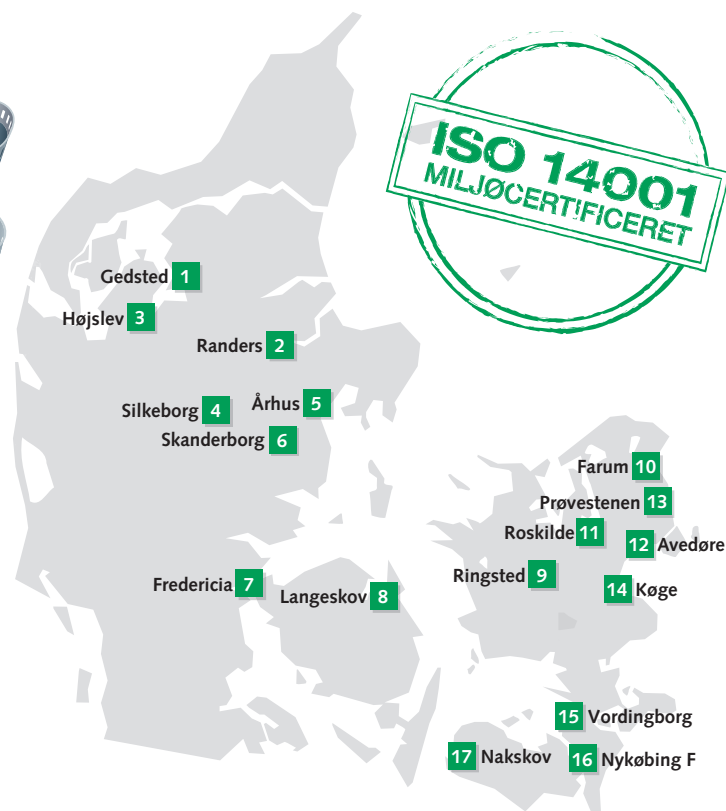 ISO 14001
MILJØCERTIFICERET
Gedsted 1
Højslev 3
Randers 2
Silkeborg 4
Århus 5
Skanderborg 6
Farum 10
Prøvestenen 13
Roskilde 11
12 Avedøre
Ringsted 9
14 Køge
Fredericia 7
Langeskov 8
15 Vordingborg
17 Nakskov
16 Nykøbing F